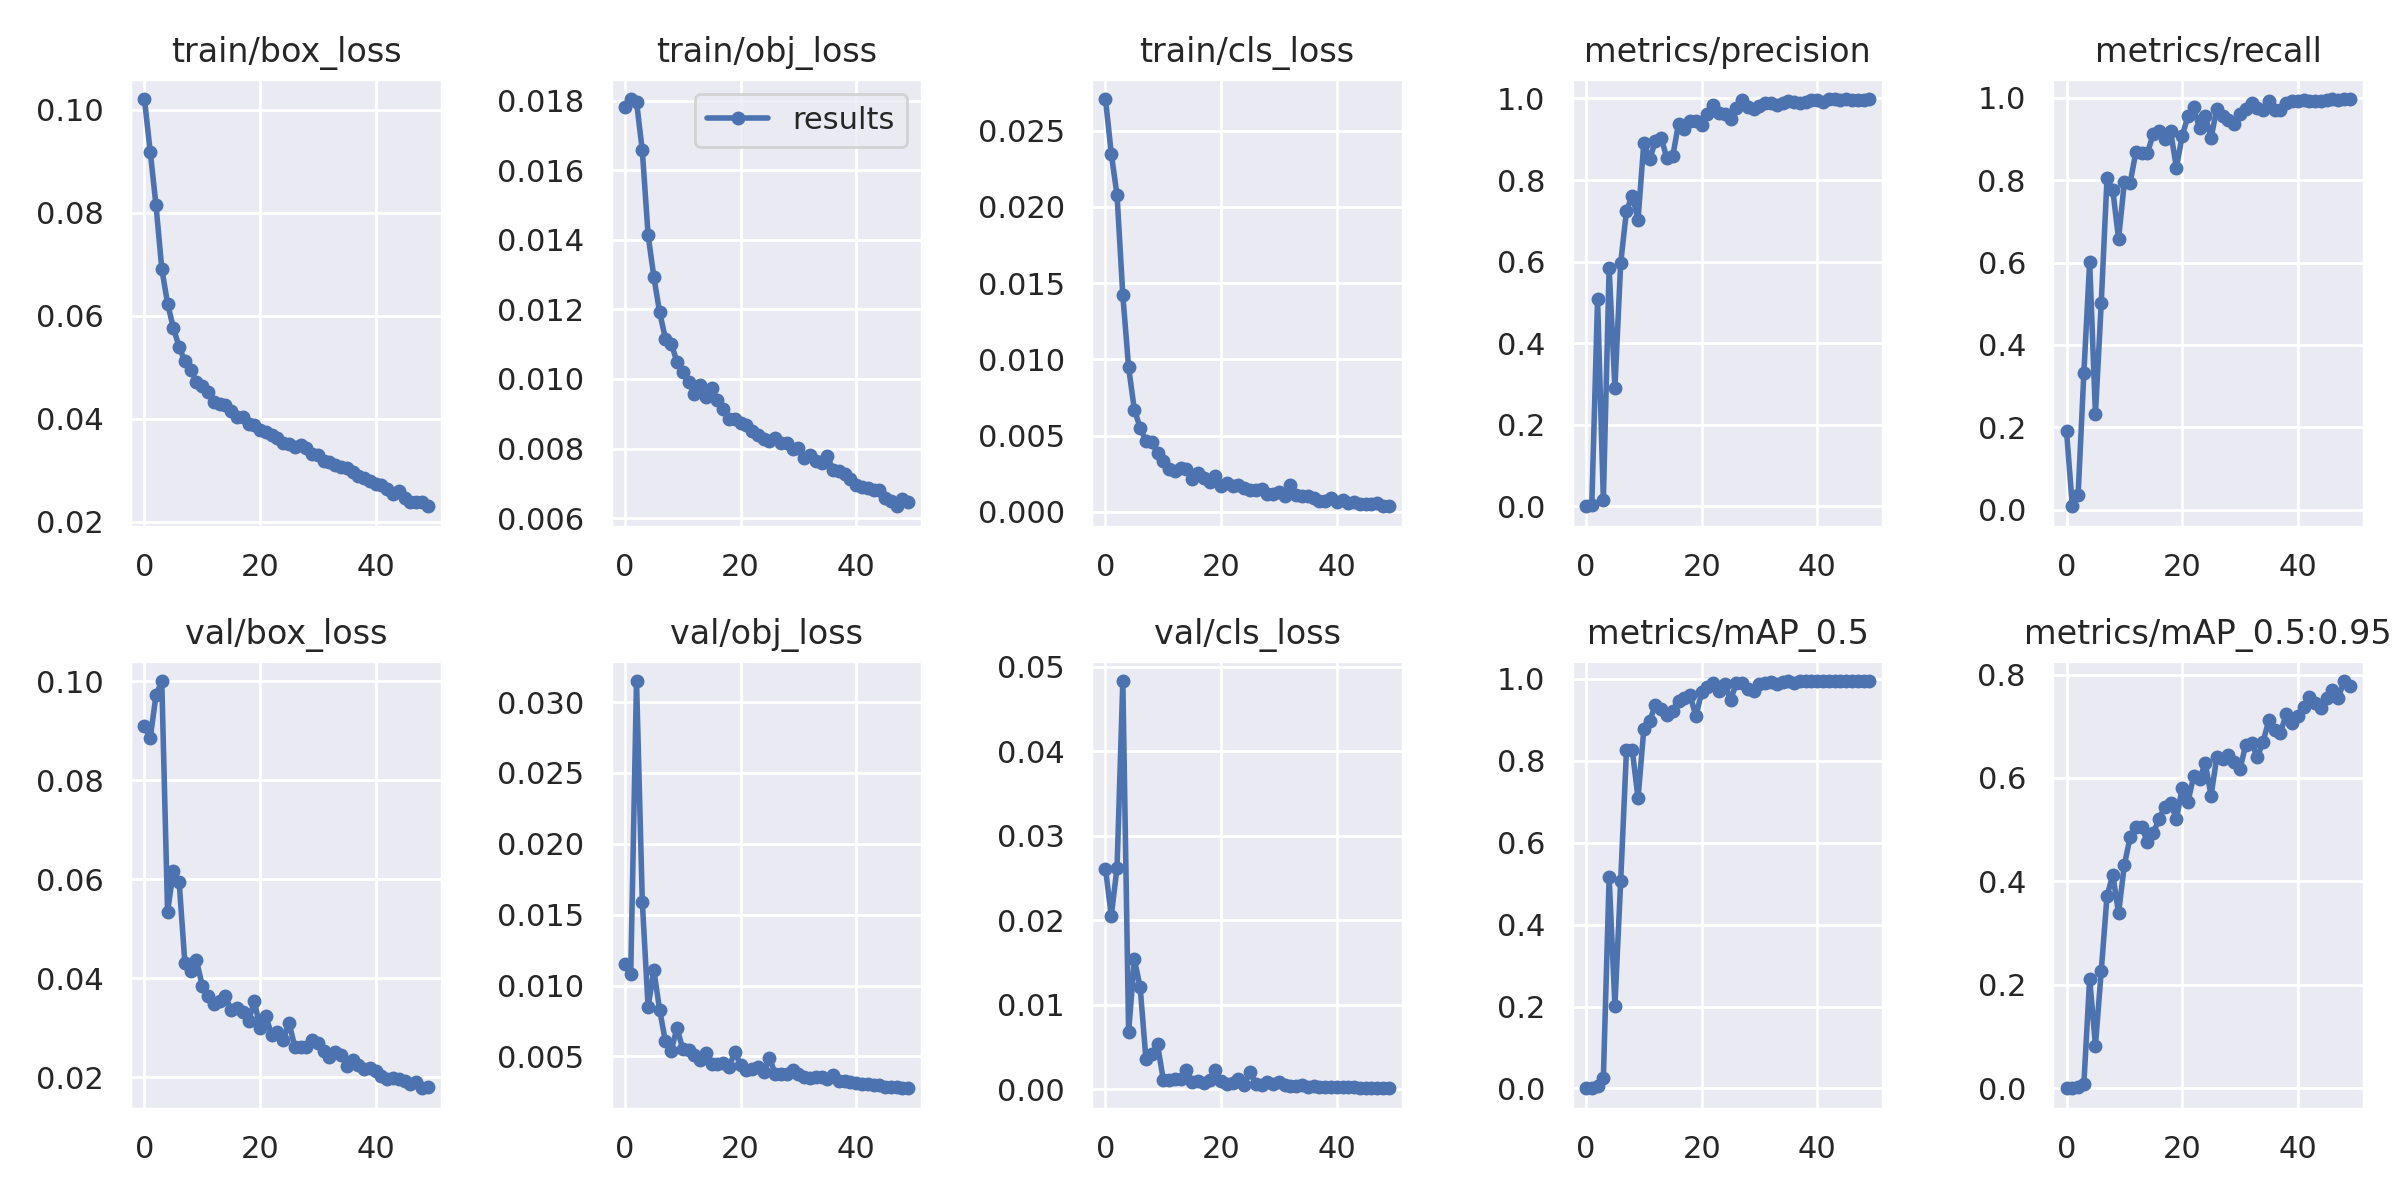 train/box_loss
train/obj_loss
train/cls_loss
metrics/precision
metrics/recall
0.10
0.08
0.06
0.04
0.02
0 20 40
0.018
0.016
0.014
0.012
0.010
0.008
0.006
results
0 20 40
0.025
0.020
0.015
0.010
0.005
0.000
0 20 40
1.0
0.8
0.6
0.4
0.2
0.0
0 20 40
1.0
0.8
0.6
0.4
0.2
0.0
0 20 40
val/box_loss
val/obj_loss
val/cls_loss
metrics/mAP_0.5
metrics/mAP_0.5:0.95
0.10
0.08
0.06
0.04
0.02
0 20 40
0.030
0.025
0.020
0.015
0.010
0.005
0 20 40
0.05
0.04
0.03
0.02
0.01
0.00
0 20 40
1.0
0.8
0.6
0.4
0.2
0.0
0 20 40
0.8
0.6
0.4
0.2
0.0
0 20 40